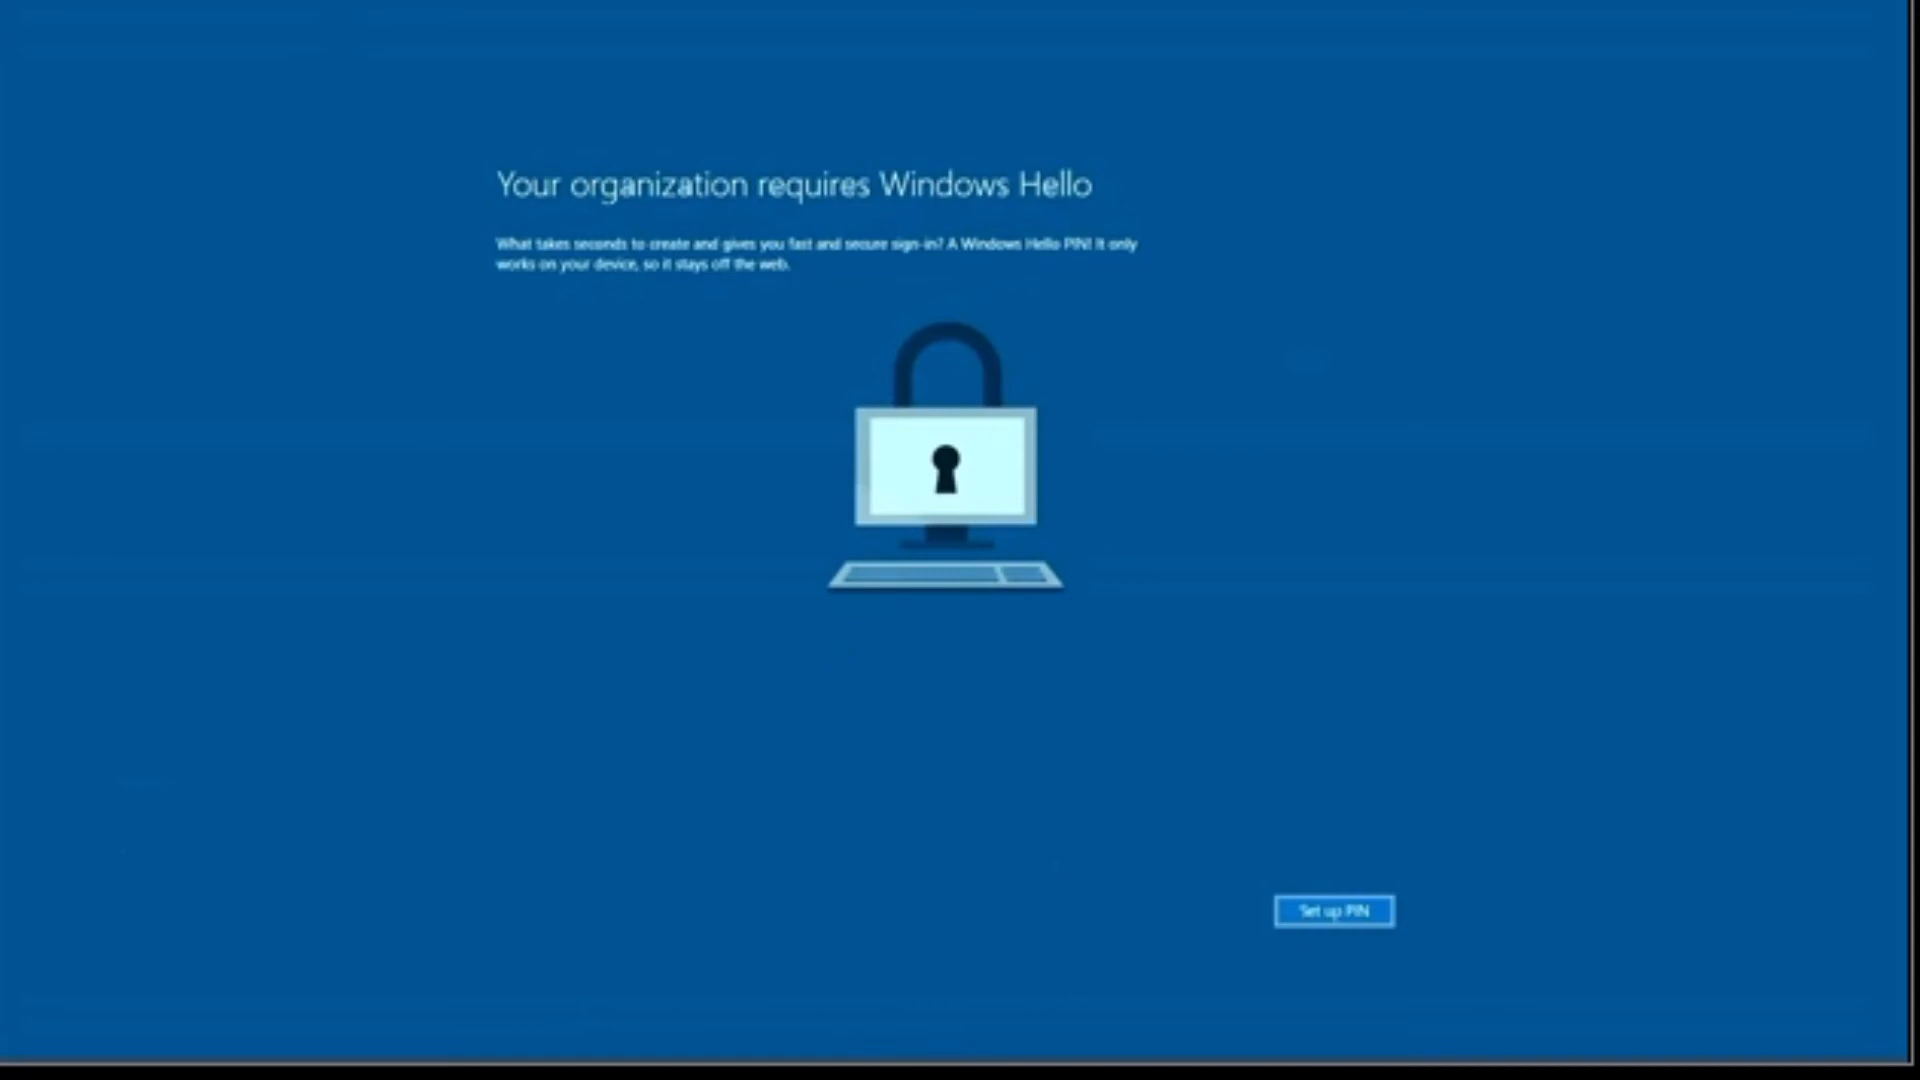 Your organization requires Windows Hello
What takes seconds to create and gives you fast and secure sign-in? A Windows Hello PIN! It only
works on your device, so it stays off the web.
Set up PIN